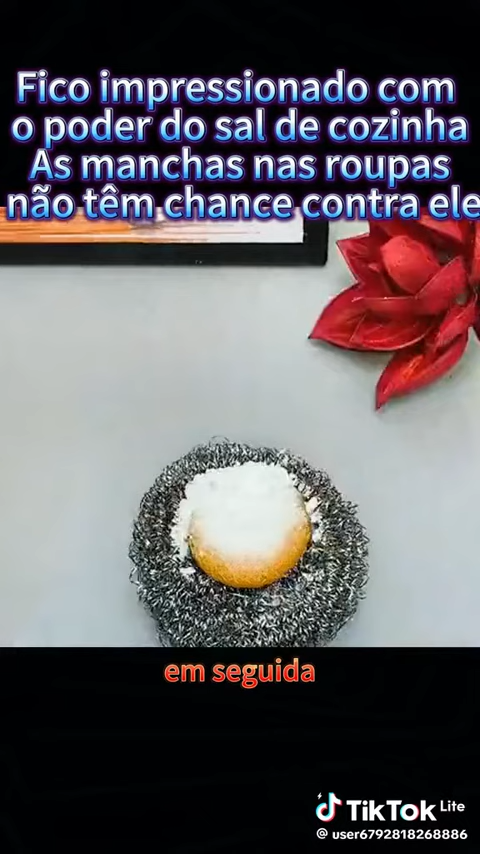 Fico impressionado com
o poder do sal de cozinha
As manchas nas roupas
não têm chance contra ele
em seguida
TikTok Lite
@ user6792818268886